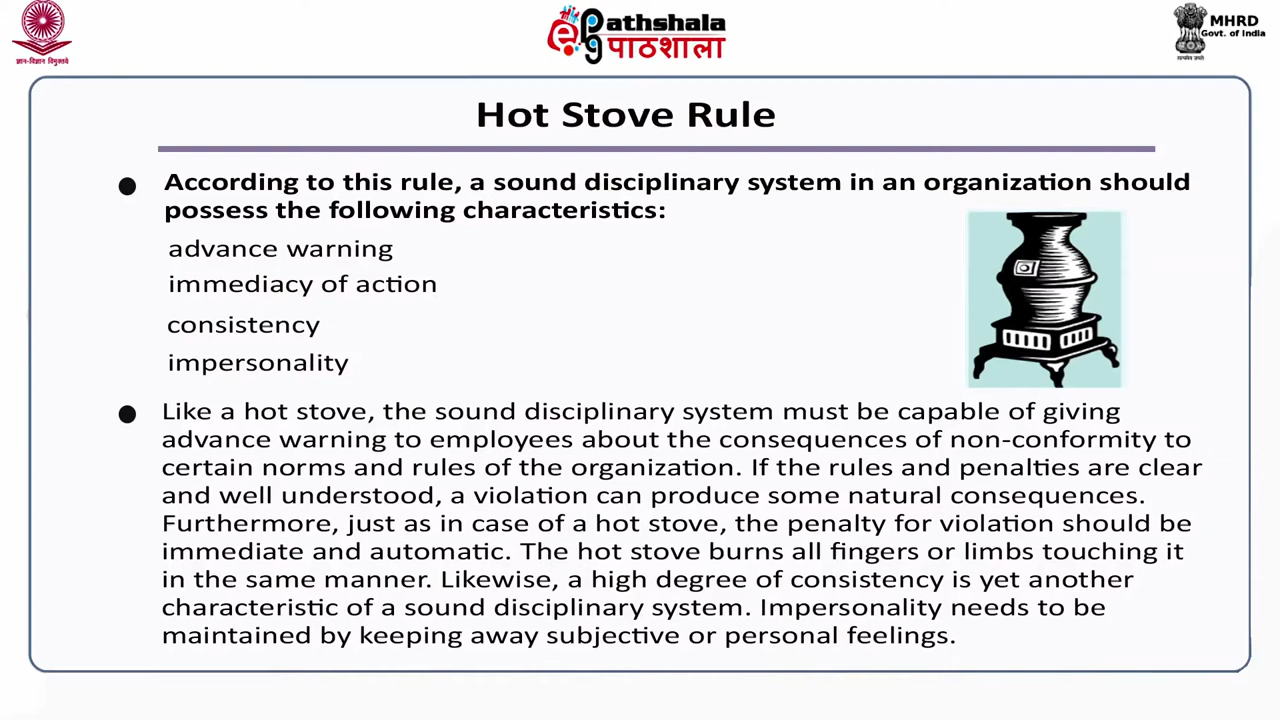 ज्ञान-विज्ञान विमुक्तये
ePathshala
पाठशाला
MHRD
Govt. of India
सत्यमेव जयते
Hot Stove Rule
● According to this rule, a sound disciplinary system in an organization should
possess the following characteristics:
advance warning
immediacy of action
consistency
impersonality
● Like a hot stove, the sound disciplinary system must be capable of giving
advance warning to employees about the consequences of non-conformity to
certain norms and rules of the organization. If the rules and penalties are clear
and well understood, a violation can produce some natural consequences.
Furthermore, just as in case of a hot stove, the penalty for violation should be
immediate and automatic. The hot stove burns all fingers or limbs touching it
in the same manner. Likewise, a high degree of consistency is yet another
characteristic of a sound disciplinary system. Impersonality needs to be
maintained by keeping away subjective or personal feelings.